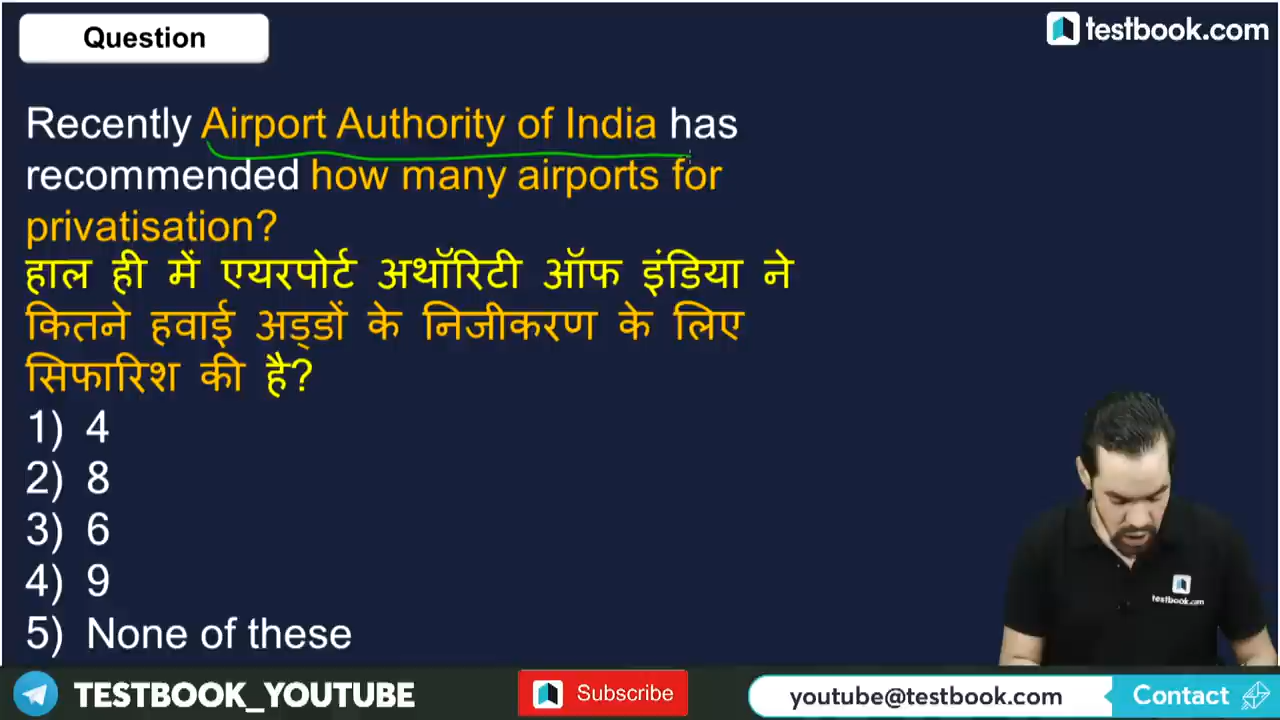 Question
testbook.com
Recently Airport Authority of India has
recommended how many airports for
privatisation?
हाल ही में एयरपोर्ट अथॉरिटी ऑफ इंडिया ने
कितने हवाई अड्डों के निजीकरण के लिए
सिफारिश की है?
1) 4
2) 8
3) 6
4) 9
5) None of these
testbook.com
TESTBOOK_YOUTUBE
Subscribe
youtube@testbook.com
Contact